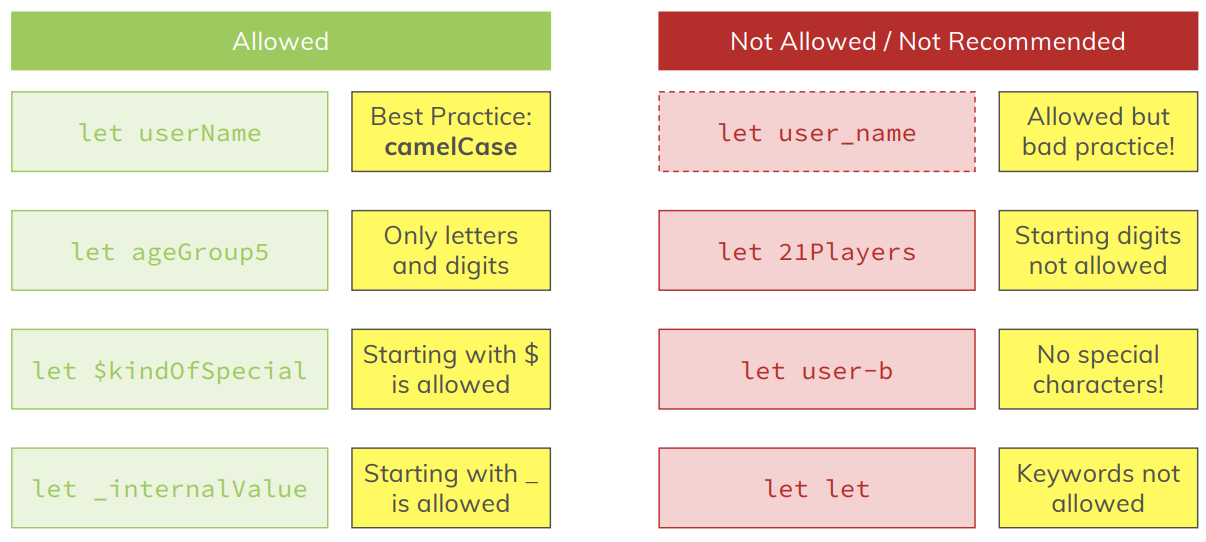 Allowed
Not Allowed / Not Recommended
let userName
Best Practice:
camelCase
let user_name
Allowed but
bad practice!
let ageGroup5
Only letters
and digits
let 21Players
Starting digits
not allowed
let $kindOfSpecial
Starting with $
is allowed
let user-b
No special
characters!
let _internalValue
Starting with _
is allowed
let let
Keywords not
allowed